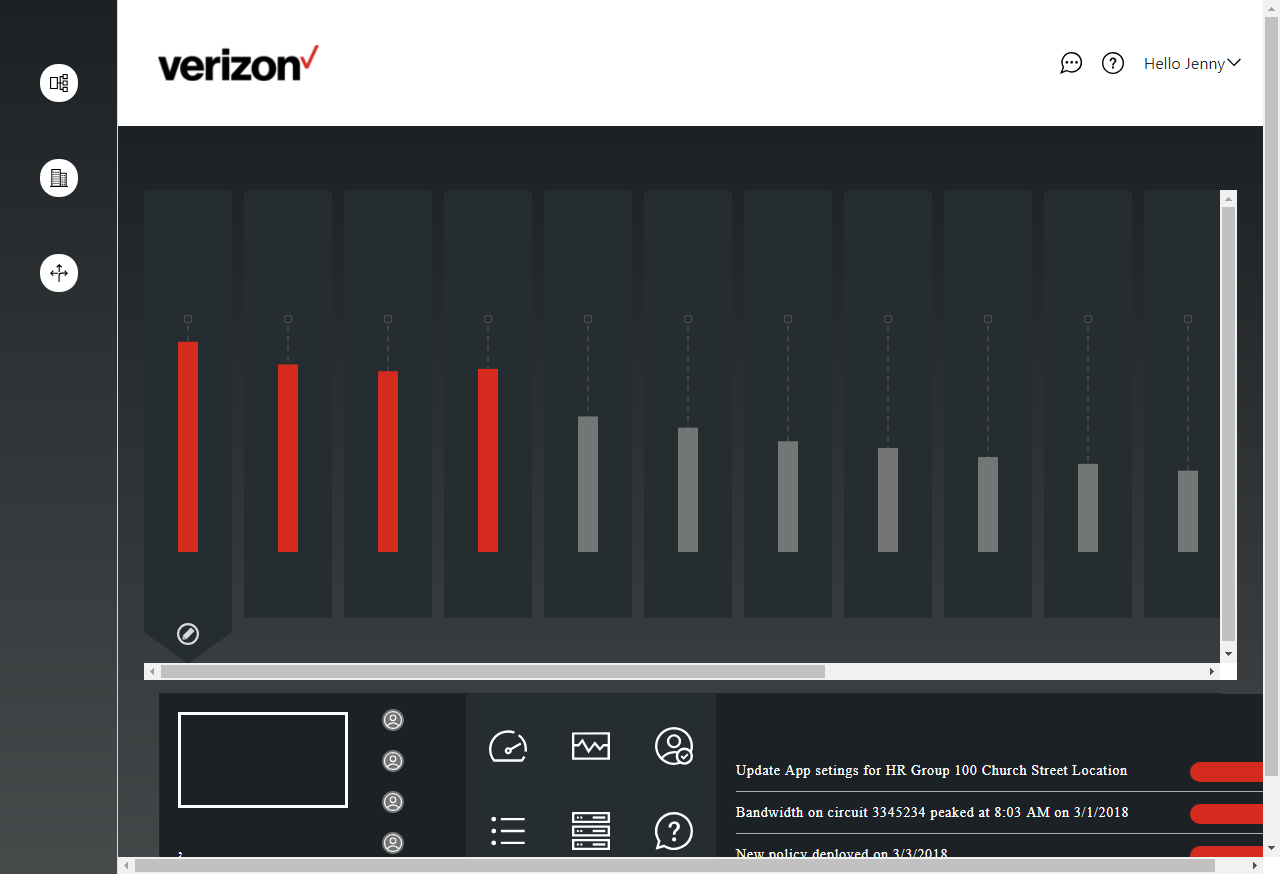 verizon
Hello Jenny
Update App setings for HR Group 100 Church Street Location
Bandwidth on circuit 3345234 peaked at 8:03 AM on 3/1/2018
New policy deployed on 3/3/2018
,